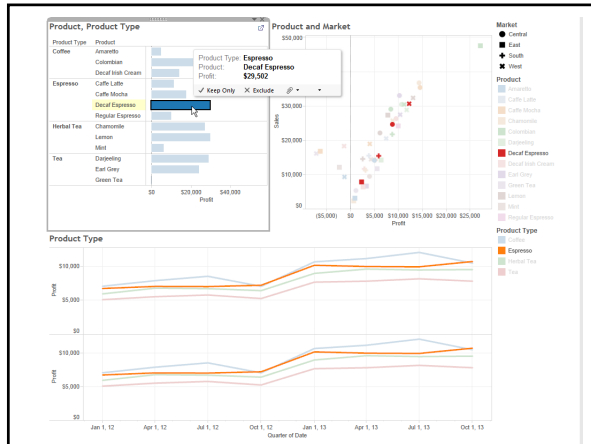 Product, Product Type
Product Type Product
Coffee Amaretto
Colombian
Decaf Irish Cream
Espresso Caffe Latte
Caffe Mocha
Decaf Espresso
Regular Espresso
Herbal Tea Chamomile
Lemon
Mint
Tea Darjeeling
Earl Grey
Green Tea
$0 $20,000 $40,000
Profit
Product Type: Espresso
Product: Decaf Espresso
Profit: $29,502
Keep Only Exclude
Product and Market
$50,000
$40,000
$30,000
$20,000
$10,000
$0
Sales
($5,000) $0 $5,000 $10,000 $15,000 $20,000 $25,000
Profit
Market
Central
East
South
West
Product
Amaretto
Caffe Latte
Caffe Mocha
Chamomile
Colombian
Darjeeling
Decaf Espresso
Decaf Irish Cream
Earl Grey
Green Tea
Lemon
Mint
Regular Espresso
Product Type
Coffee
Espresso
Herbal Tea
Tea
Product Type
$10,000
$5,000
$0
Profit
$10,000
$5,000
$0
Profit
Jan 1, 12 Apr 1, 12 Jul 1, 12 Oct 1, 12 Jan 1, 13 Apr 1, 13 Jul 1, 13 Oct 1, 13
Quarter of Date